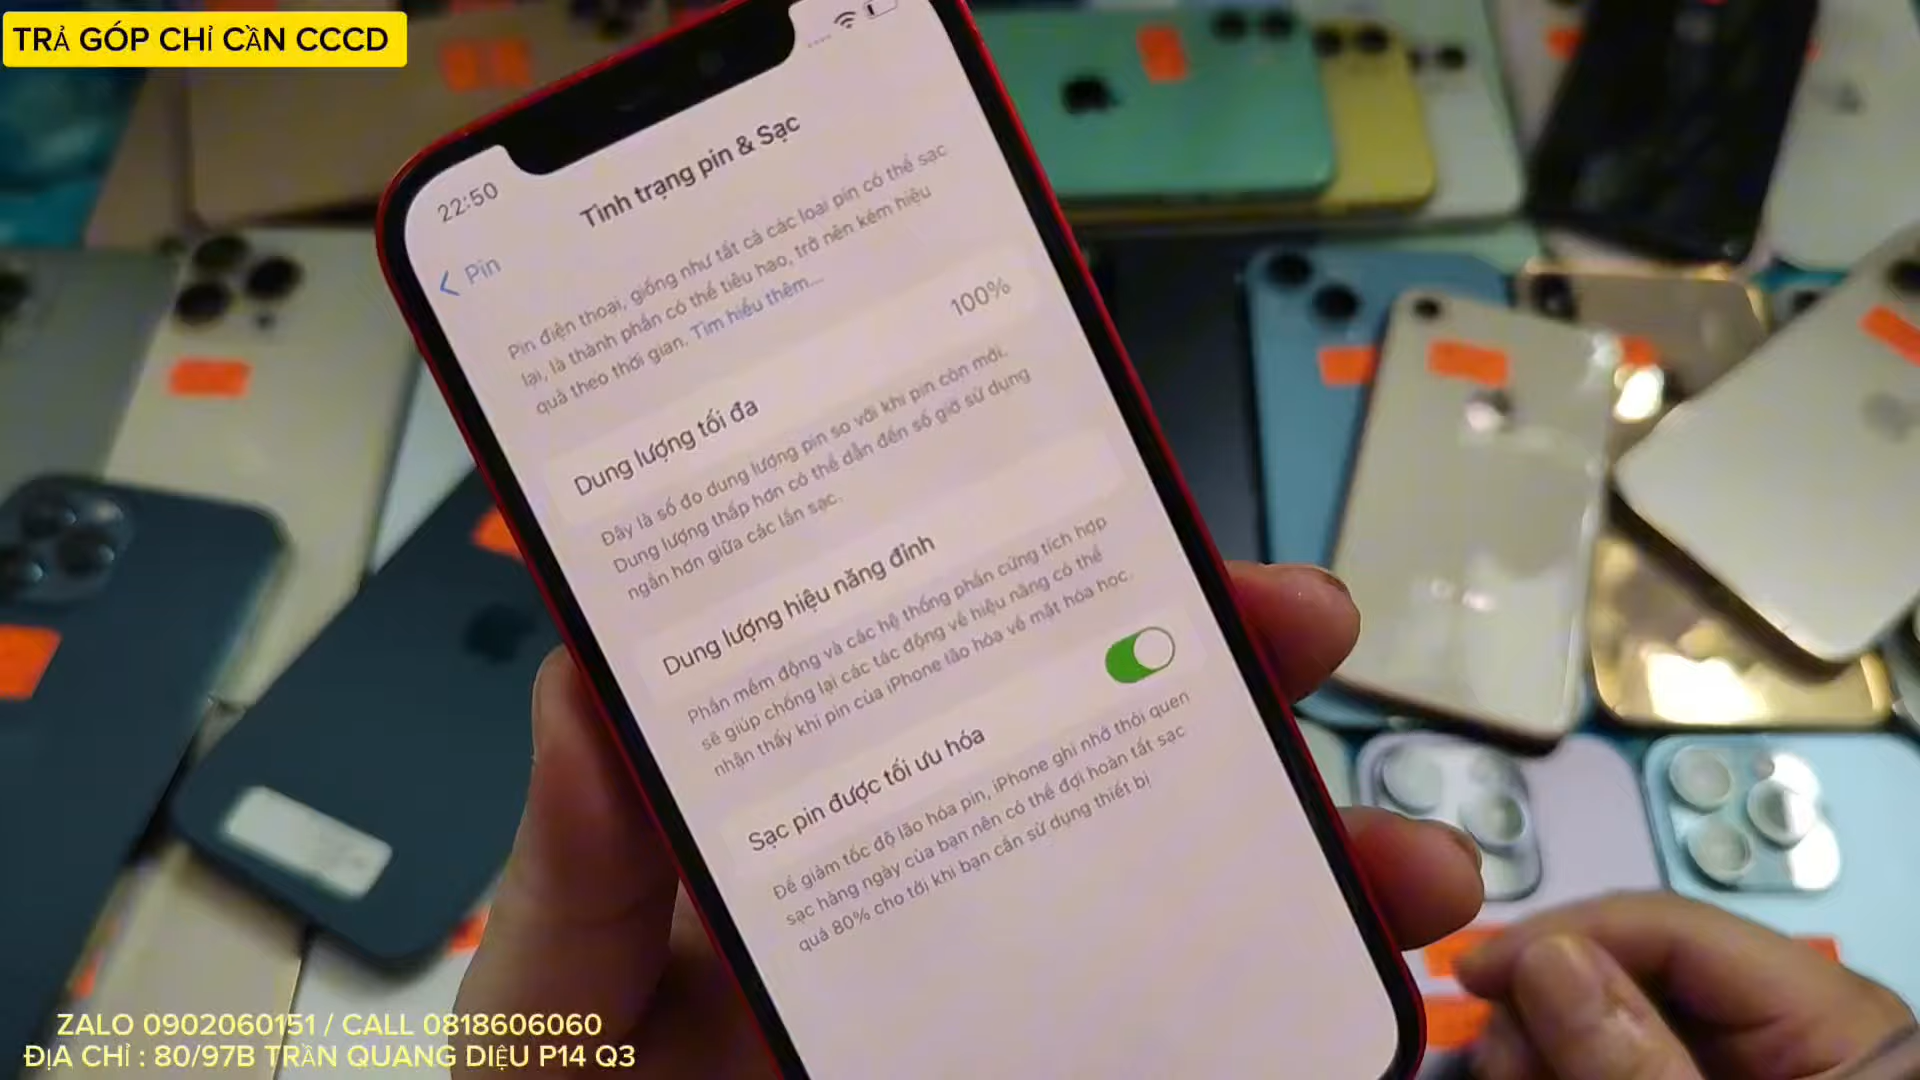 TRẢ GÓP CHỈ CẦN CCCD
22:50
Pin
Tình trạng pin & Sạc
Pin điện thoại, giống như tất cả các loại pin có thể sạc
lại, là thành phần có thể tiêu hao, trở nên kém hiệu
quả theo thời gian. Tìm hiểu thêm...
Dung lượng tối đa 100%
Đây là số đo dung lượng pin so với khi pin còn mới.
Dung lượng thấp hơn có thể dẫn đến số giờ sử dụng
ngắn hơn giữa các lần sạc.
Dung lượng hiệu năng đỉnh
Phần mềm động và các hệ thống phần cứng tích hợp
sẽ giúp chống lại các tác động về hiệu năng có thể
nhận thấy khi pin của iPhone lão hóa về mặt hóa học.
Sạc pin được tối ưu hóa
Để giảm tốc độ lão hóa pin, iPhone ghi nhớ thói quen
sạc hàng ngày của bạn nên có thể đợi hoàn tất sạc
quá 80% cho tới khi bạn cần sử dụng thiết bị
ZALO 0902060151 / CALL 0818606060
ĐỊA CHỈ : 80/97B TRẦN QUANG DIỆU P14 Q3